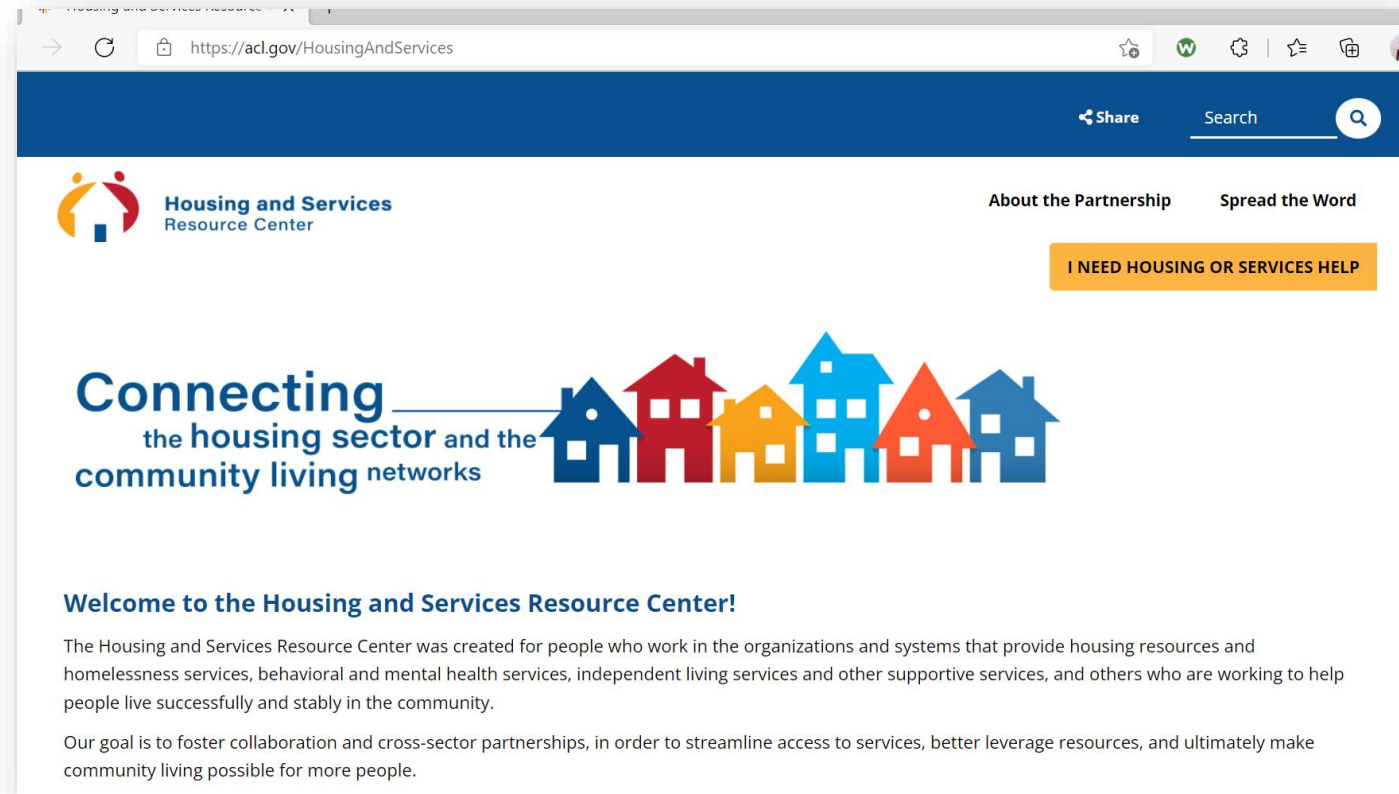 https://acl.gov/HousingAndServices
Share
Search
Housing and Services
Resource Center
About the Partnership
Spread the Word
I NEED HOUSING OR SERVICES HELP
Connecting
the housing sector and the
community living networks
Welcome to the Housing and Services Resource Center!
The Housing and Services Resource Center was created for people who work in the organizations and systems that provide housing resources and
homelessness services, behavioral and mental health services, independent living services and other supportive services, and others who are working to help
people live successfully and stably in the community.
Our goal is to foster collaboration and cross-sector partnerships, in order to streamline access to services, better leverage resources, and ultimately make
community living possible for more people.